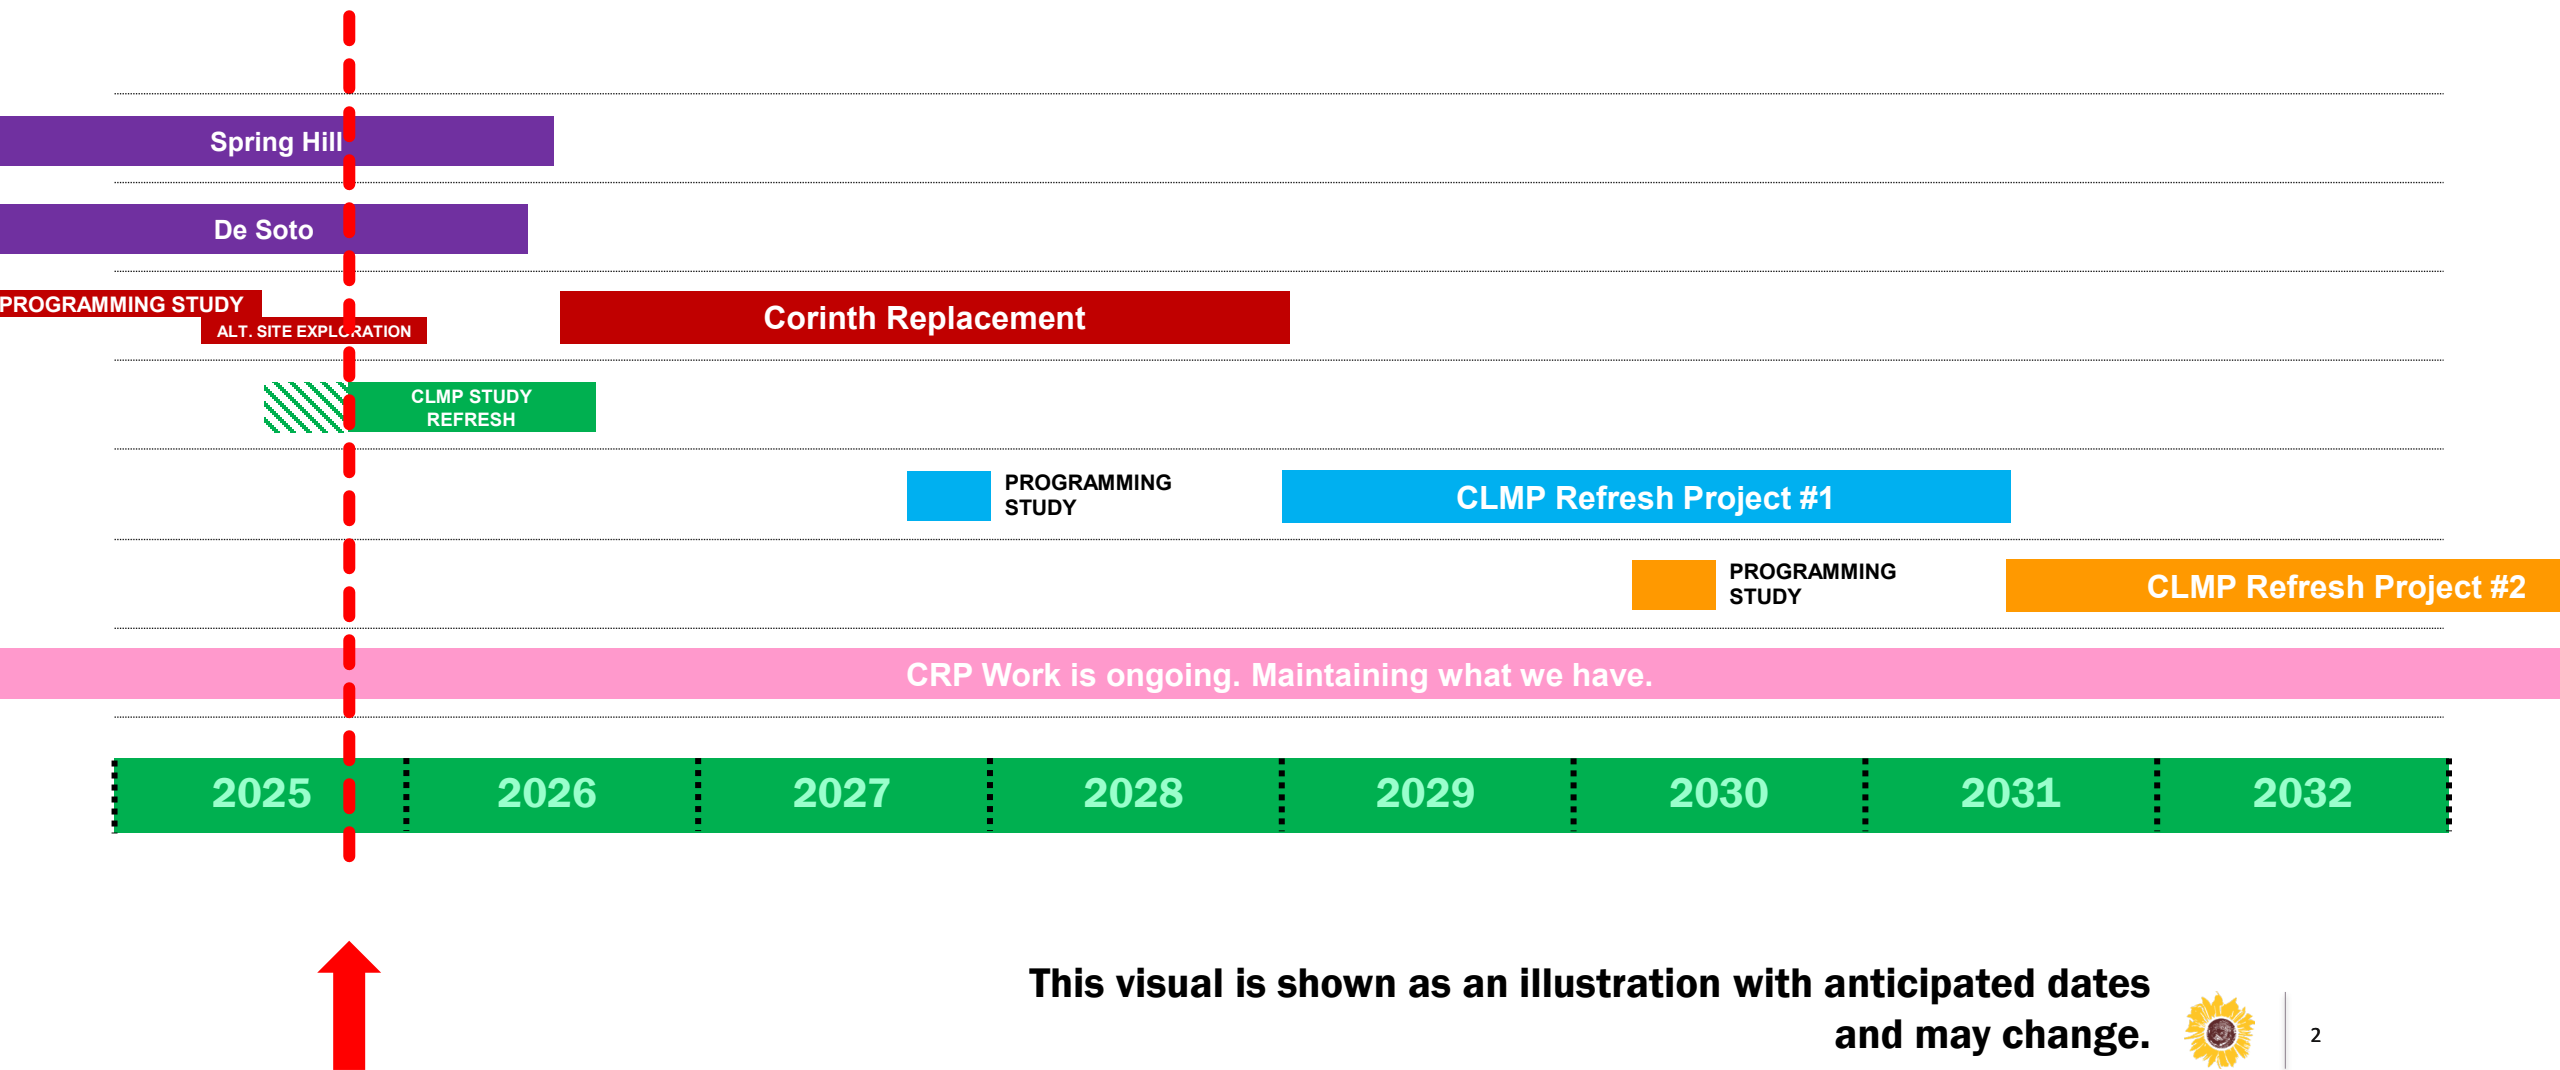 Spring Hill
De Soto
PROGRAMMING STUDY
ALT. SITE EXPLORATION
Corinth Replacement
CLMP STUDY
REFRESH
PROGRAMMING
STUDY
CLMP Refresh Project #1
PROGRAMMING
STUDY
CLMP Refresh Project #2
CRP Work is ongoing. Maintaining what we have.
2025 2026 2027 2028 2029 2030 2031 2032
This visual is shown as an illustration with anticipated dates
and may change.
2